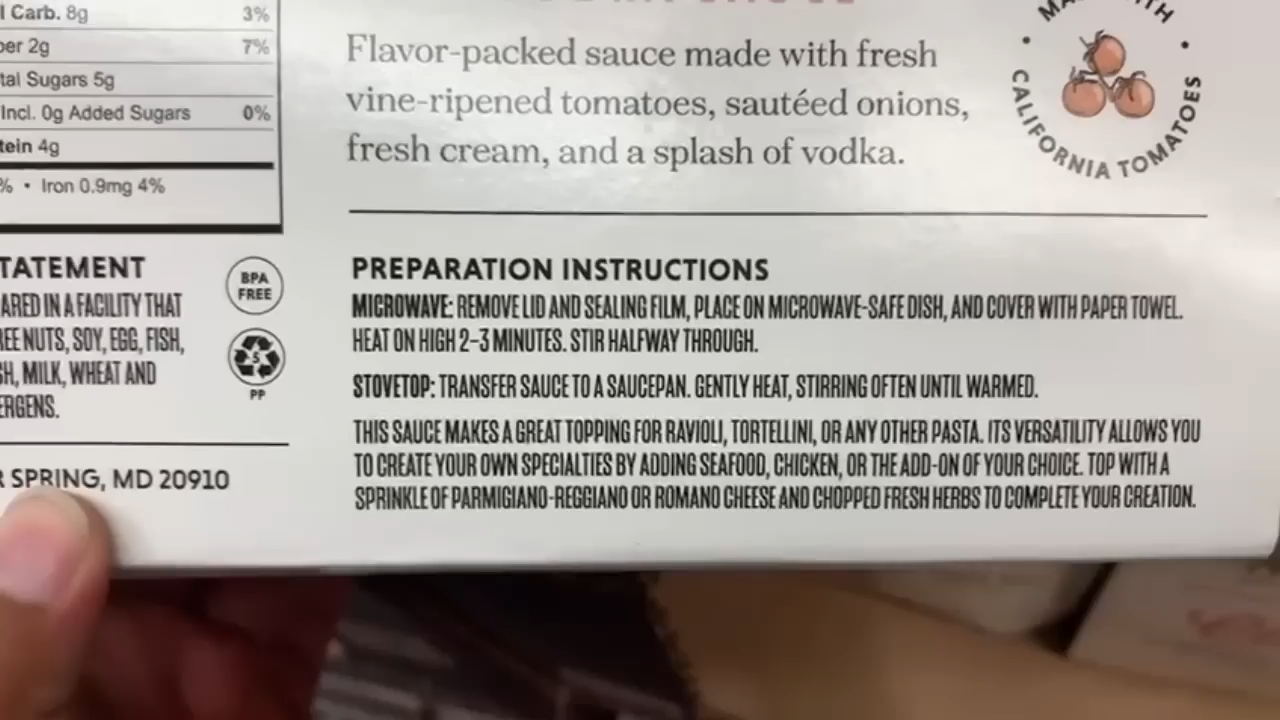 l Carb. 8g 3%
ber 2g 7%
tal Sugars 5g
Incl. 0g Added Sugars 0%
tein 4g
% • Iron 0.9mg 4%
TATEMENT
ARED IN A FACILITY THAT
EE NUTS, SOY, EGG, FISH,
SH, MILK, WHEAT AND
ERGENS.
BPA
FREE
5
PP
R SPRING, MD 20910
Flavor-packed sauce made with fresh
vine-ripened tomatoes, sautéed onions,
fresh cream, and a splash of vodka.
• CALIFORNIA TOMATOES •
PREPARATION INSTRUCTIONS
MICROWAVE: REMOVE LID AND SEALING FILM, PLACE ON MICROWAVE-SAFE DISH, AND COVER WITH PAPER TOWEL.
HEAT ON HIGH 2–3 MINUTES. STIR HALFWAY THROUGH.
STOVETOP: TRANSFER SAUCE TO A SAUCEPAN. GENTLY HEAT, STIRRING OFTEN UNTIL WARMED.
THIS SAUCE MAKES A GREAT TOPPING FOR RAVIOLI, TORTELLINI, OR ANY OTHER PASTA. ITS VERSATILITY ALLOWS YOU
TO CREATE YOUR OWN SPECIALTIES BY ADDING SEAFOOD, CHICKEN, OR THE ADD-ON OF YOUR CHOICE. TOP WITH A
SPRINKLE OF PARMIGIANO-REGGIANO OR ROMANO CHEESE AND CHOPPED FRESH HERBS TO COMPLETE YOUR CREATION.